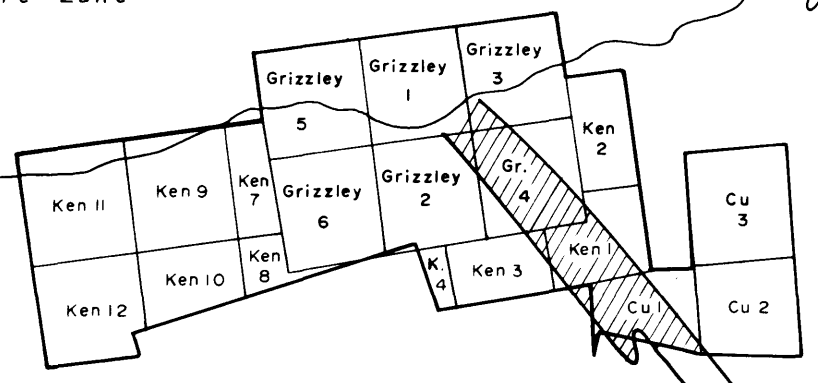 Grizzley 5
Grizzley 1
Grizzley 3
Ken 2
Ken 11
Ken 9
Ken 7
Grizzley 6
Grizzley 2
Gr. 4
Cu 3
Ken 12
Ken 10
Ken 8
K. 4
Ken 3
Ken 1
Cu 1
Cu 2